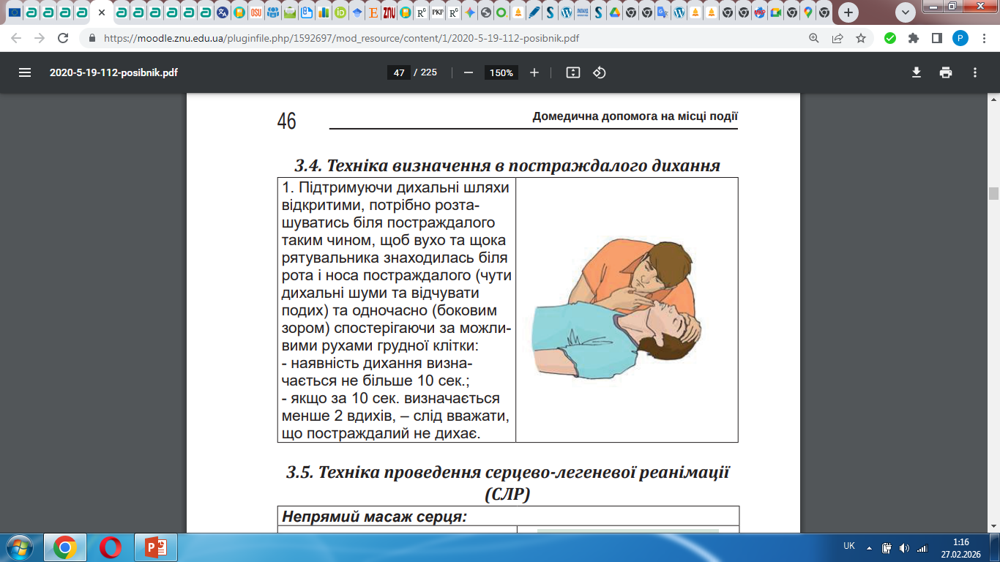 https://moodle.znu.edu.ua/pluginfile.php/1592697/mod_resource/content/1/2020-5-19-112-posibnik.pdf
2020-5-19-112-posibnik.pdf
47 / 225
150%
46
Домедична допомога на місці події
3.4. Техніка визначення в постраждалого дихання
1. Підтримуючи дихальні шляхи
відкритими, потрібно розта-
шуватись біля постраждалого
таким чином, щоб вухо та щока
рятувальника знаходилась біля
рота і носа постраждалого (чути
дихальні шуми та відчувати
подих) та одночасно (боковим
зором) спостерігаючи за можли-
вими рухами грудної клітки:
- наявність дихання визна-
чається не більше 10 сек.;
- якщо за 10 сек. визначається
менше 2 вдихів, – слід вважати,
що постраждалий не дихає.
3.5. Техніка проведення серцево-легеневої реанімації
(СЛР)
Непрямий масаж серця:
UK
1:16
27.02.2026